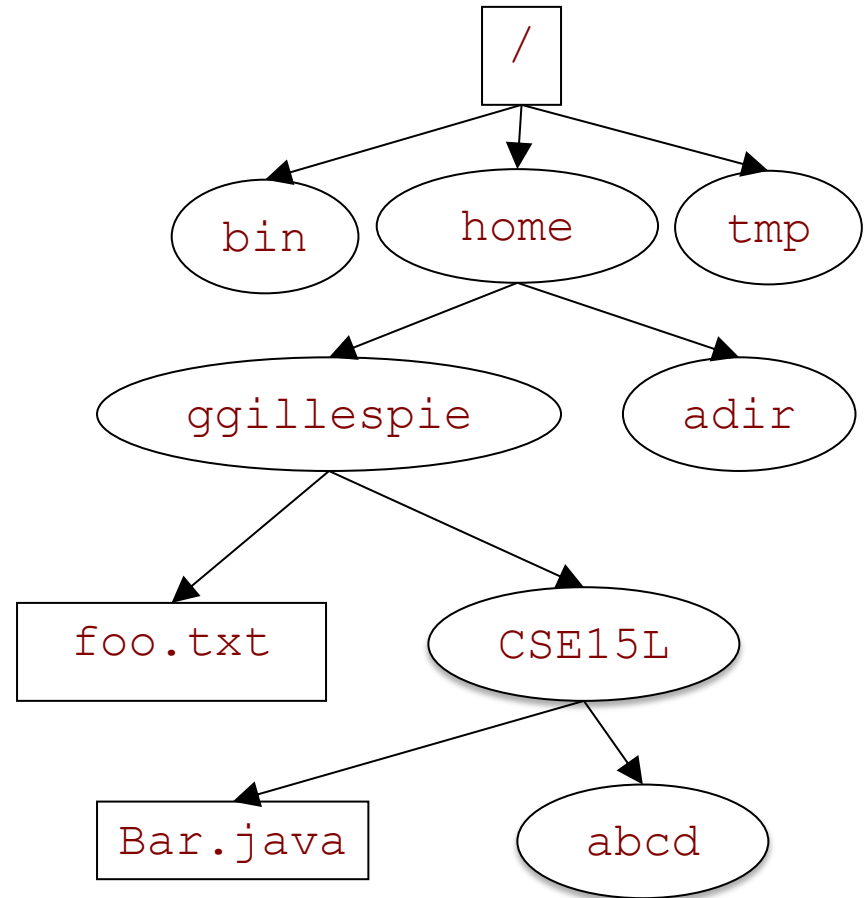 /
bin
home
tmp
ggillespie
adir
foo.txt
CSE15L
Bar.java
abcd